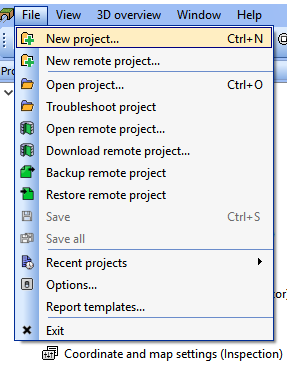 File View 3D overview Window Help
New project... Ctrl+N
New remote project...
Open project... Ctrl+O
Troubleshoot project
Open remote project...
Download remote project...
Backup remote project
Restore remote project
Save Ctrl+S
Save all
Recent projects
Options...
Report templates...
Exit
Coordinate and map settings (Inspection)